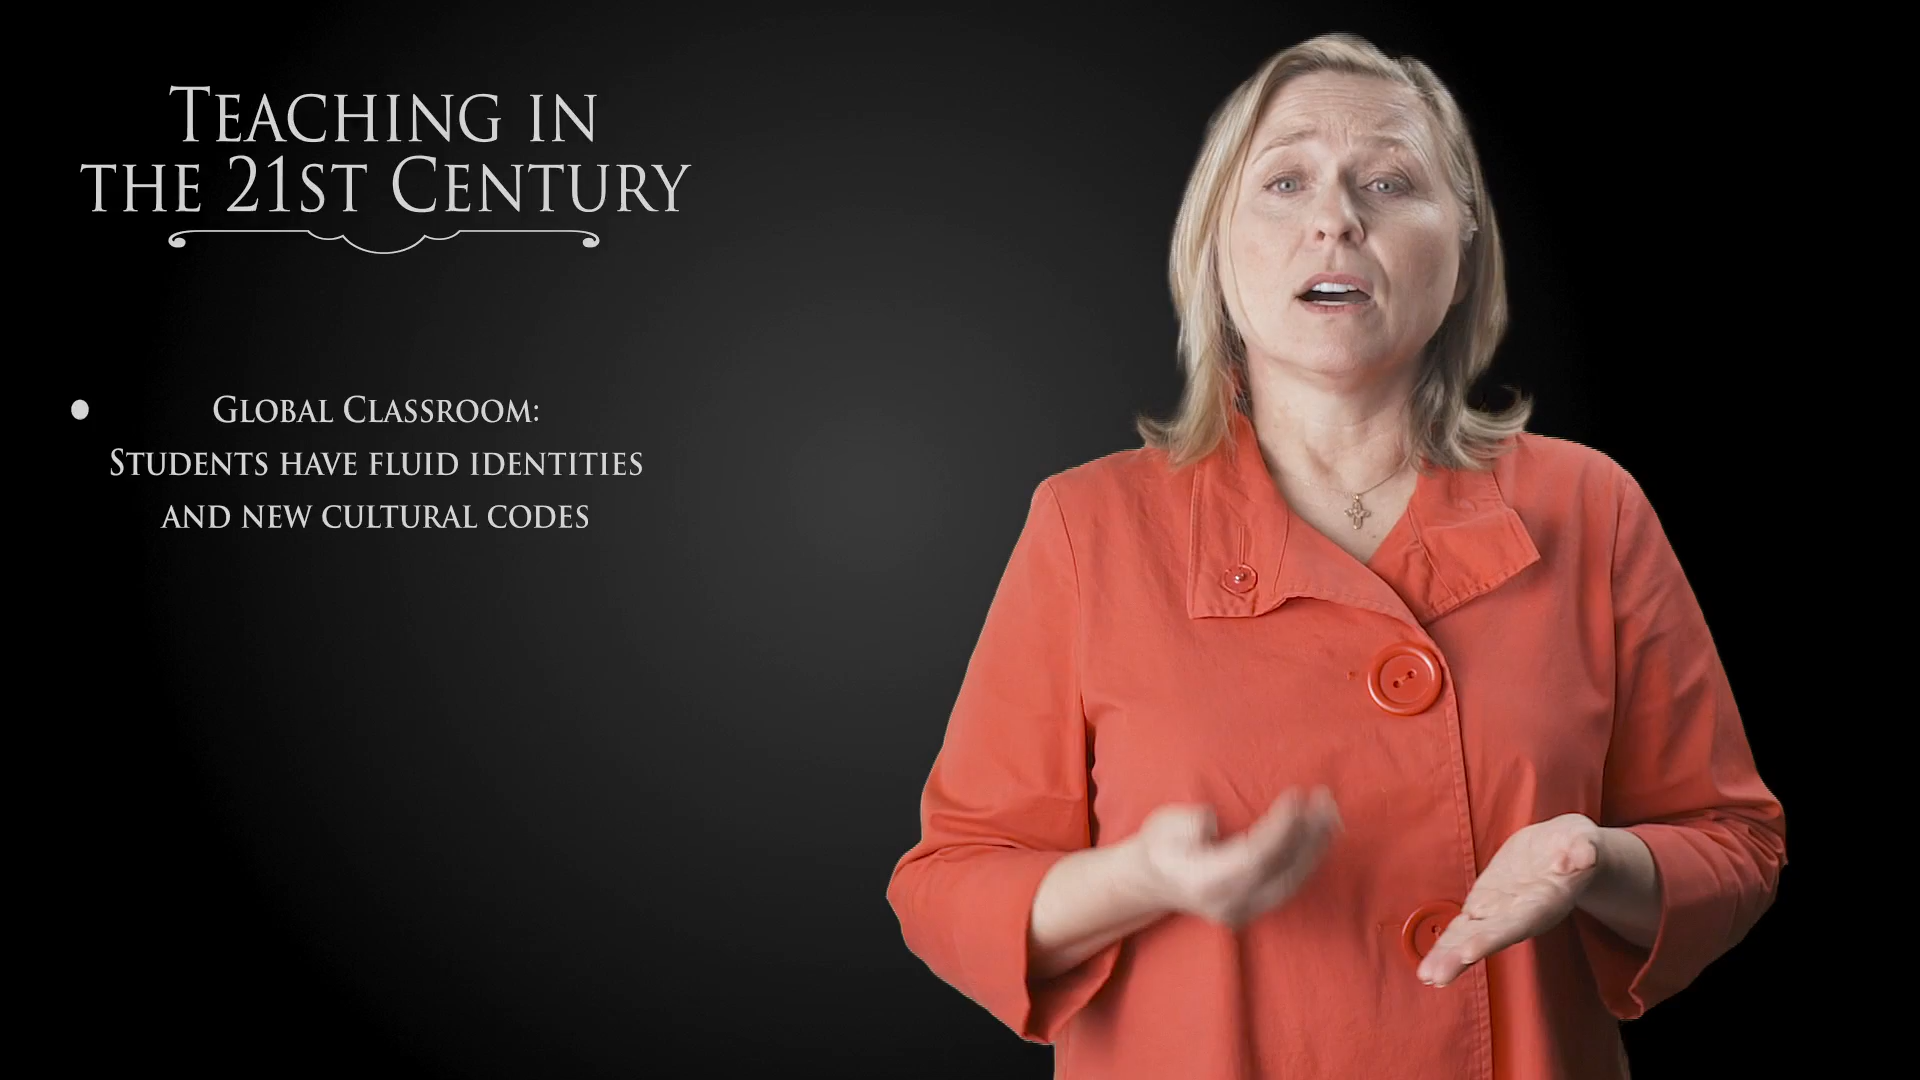 Teaching in
the 21st Century
• Global Classroom:
Students have fluid identities
and new cultural codes